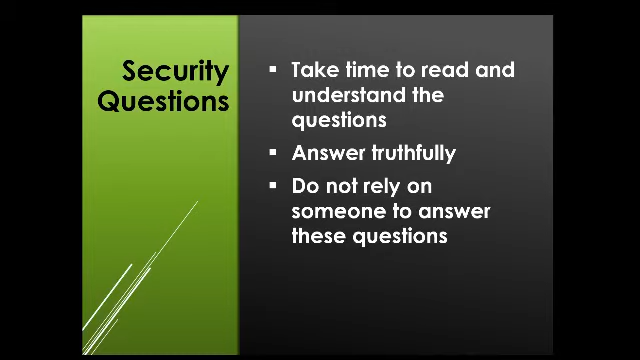 Security
Questions
▪ Take time to read and
understand the
questions
▪ Answer truthfully
▪ Do not rely on
someone to answer
these questions